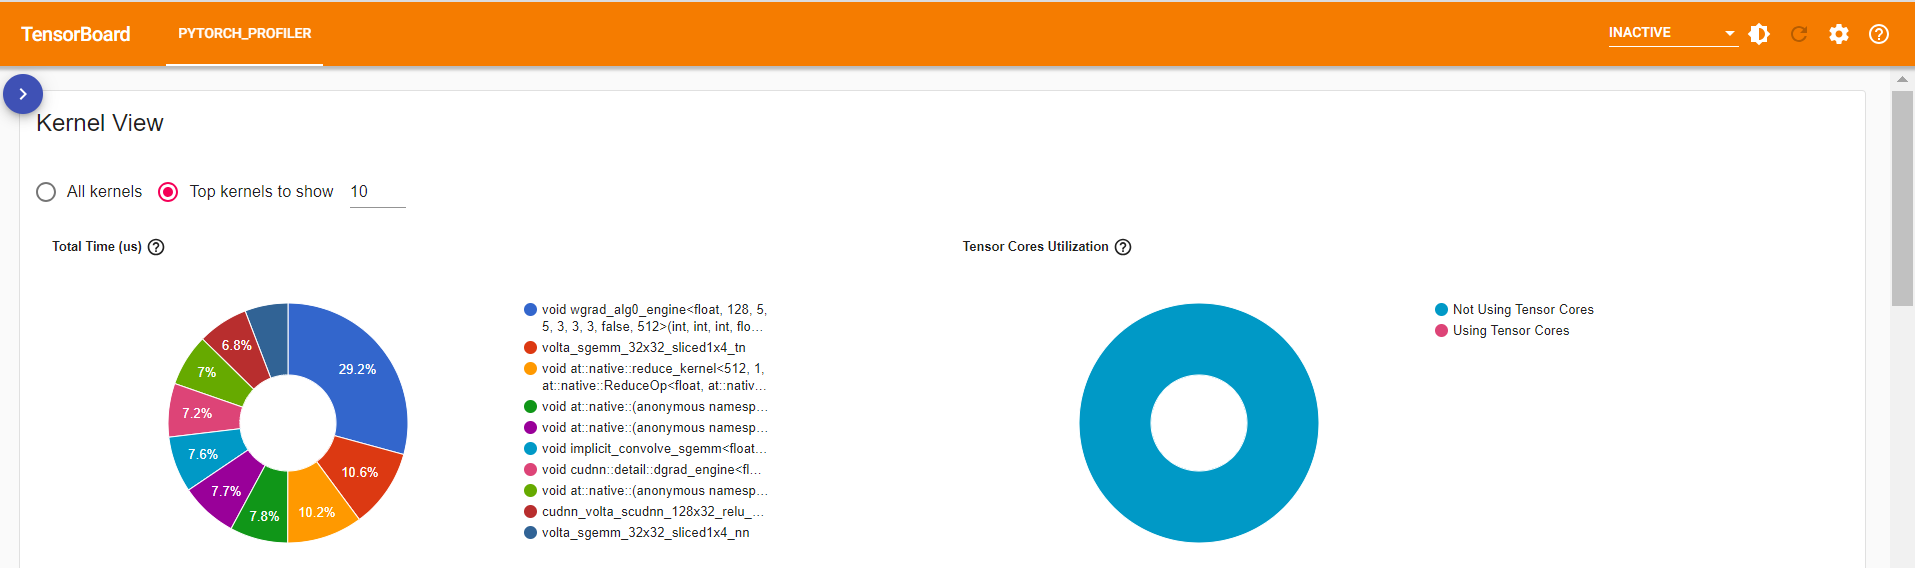 TensorBoard
PYTORCH_PROFILER
INACTIVE
Kernel View
All kernels
Top kernels to show
10
Total Time (us)
29.2%
10.6%
10.2%
7.8%
7.7%
7.6%
7.2%
7%
6.8%
void wgrad_alg0_engine<float, 128, 5,
5, 3, 3, 3, false, 512>(int, int, int, flo...
volta_sgemm_32x32_sliced1x4_tn
void at::native::reduce_kernel<512, 1,
at::native::ReduceOp<float, at::nativ...
void at::native::(anonymous namesp...
void at::native::(anonymous namesp...
void implicit_convolve_sgemm<float...
void cudnn::detail::dgrad_engine<fl...
void at::native::(anonymous namesp...
cudnn_volta_scudnn_128x32_relu_...
volta_sgemm_32x32_sliced1x4_nn
Tensor Cores Utilization
Not Using Tensor Cores
Using Tensor Cores